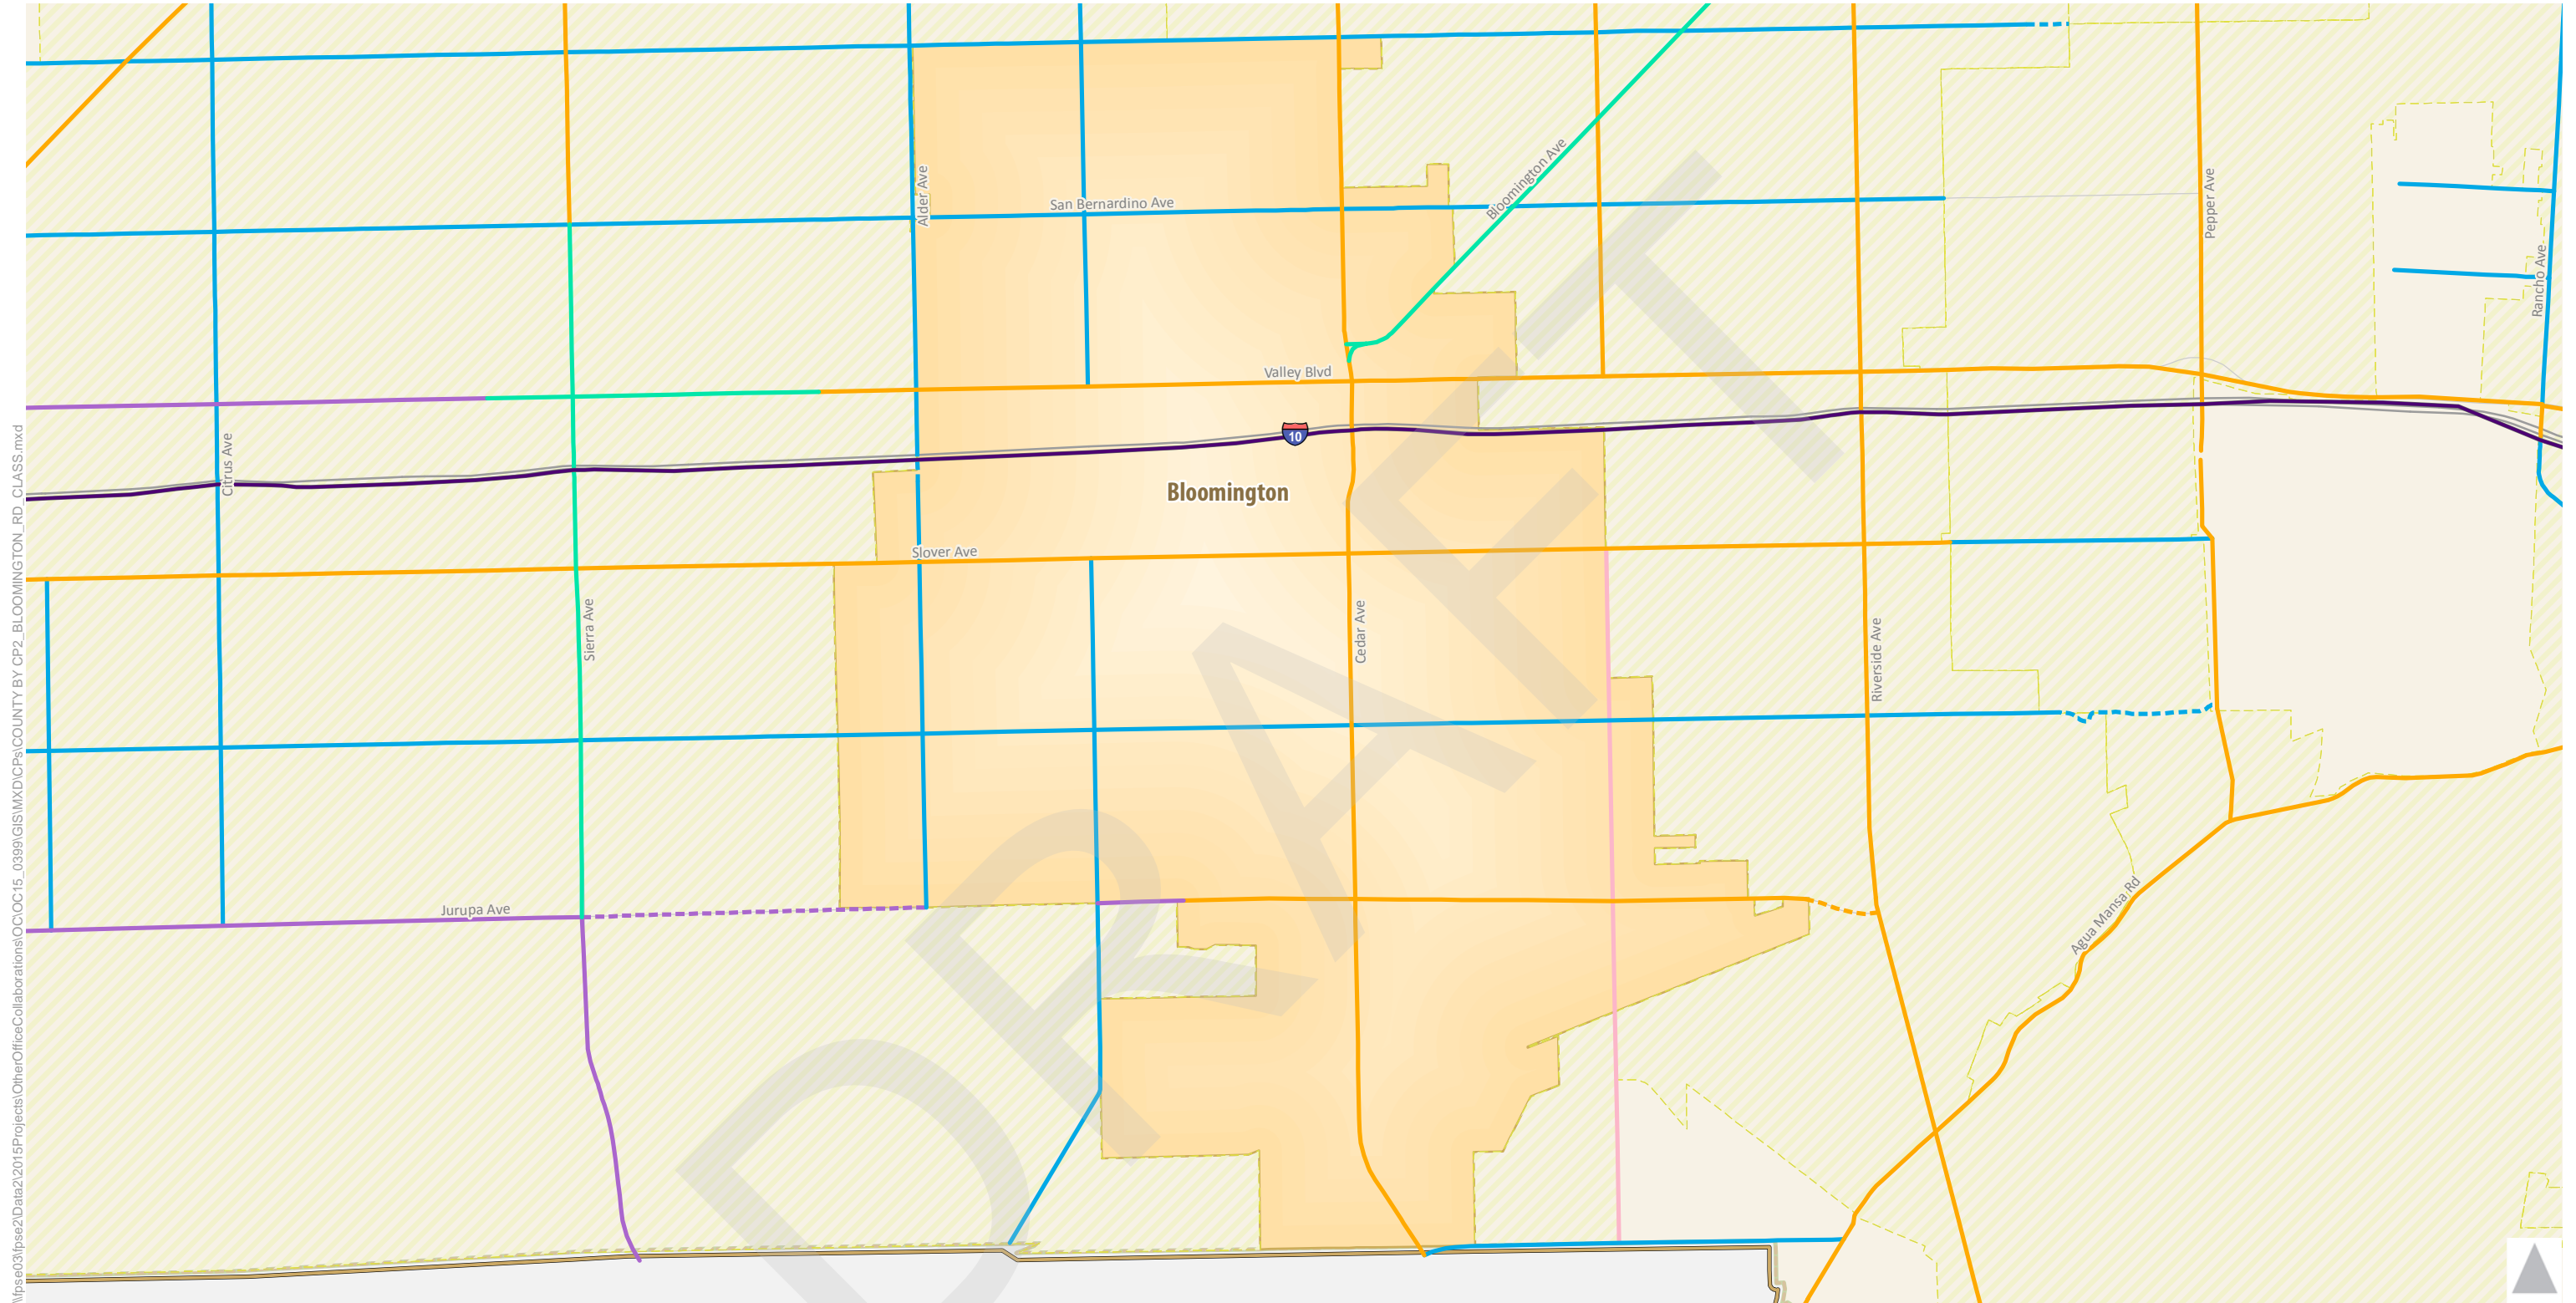 Bloomington Ave
Alder Ave
Pepper Ave
San Bernardino Ave
Rancho Ave
Valley Blvd
10
Citrus Ave
Bloomington
Slover Ave
Sierra Ave
Cedar Ave
Riverside Ave
Jurupa Ave
Agua Mansa Rd
DRAFT
\\fpse03\fpse2\Data2\2015Projects\OtherOfficeCollaborations\OC\OC15_0399\GIS\MXD\CPs\COUNTY BY CP2_BLOOMINGTON_RD_CLASS.mxd